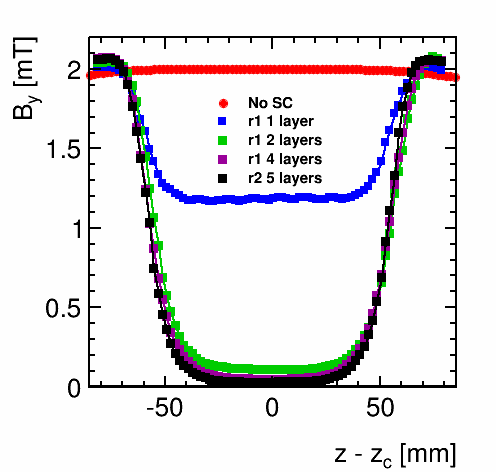 B_y [mT]
2
1.5
1
0.5
0
No SC
r1 1 layer
r1 2 layers
r1 4 layers
r2 5 layers
-50 0 50
z - z_c [mm]